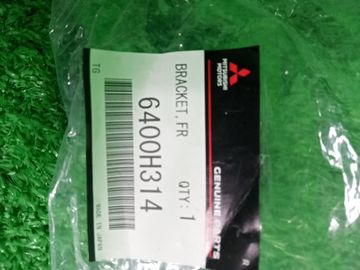 MITSUBISHI
MOTORS
GENUINE PARTS
R
BRACKET, FR
QTY: 1
6400H314
TG
MADE IN JAPAN